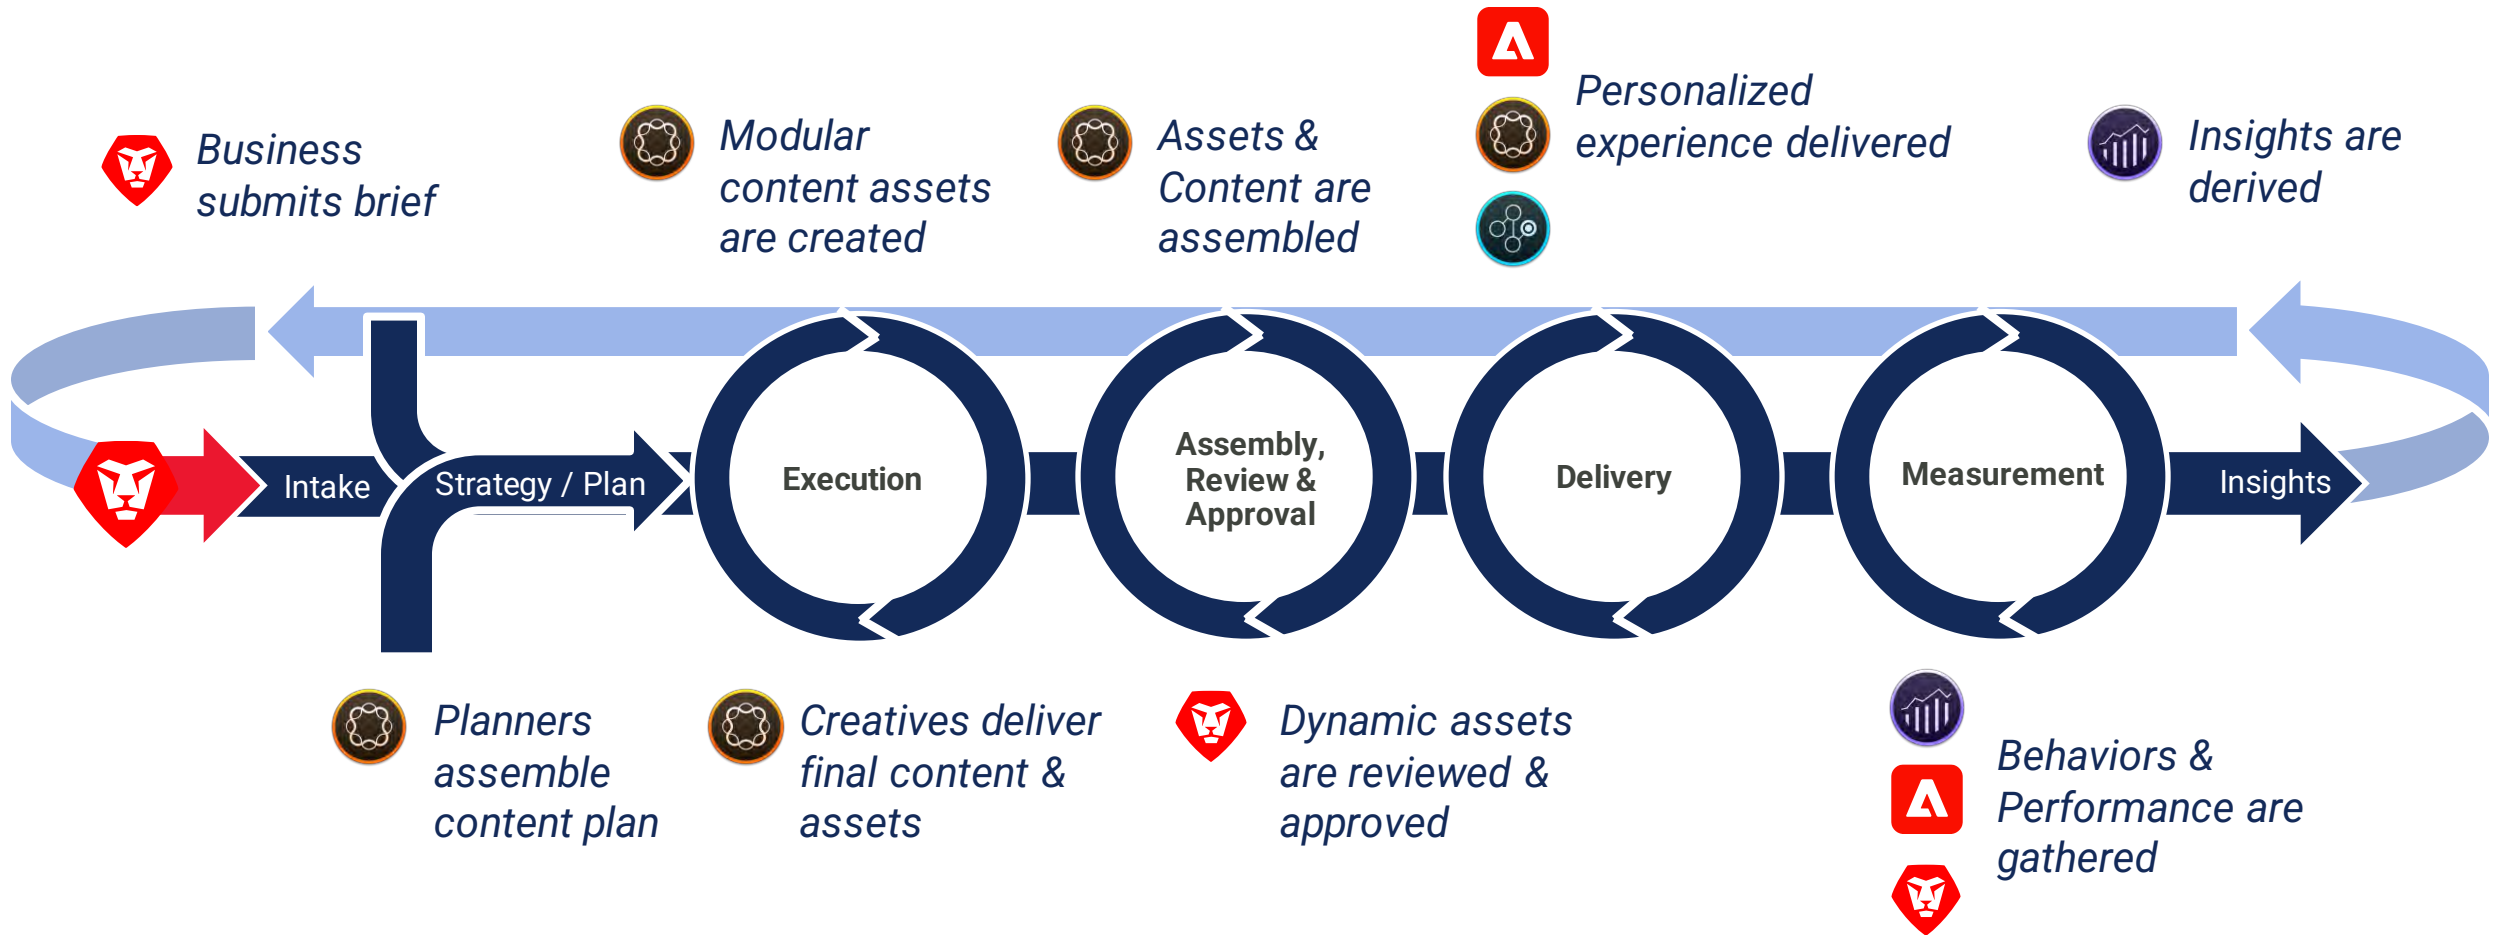 Business
submits brief
Modular
content assets
are created
Assets &
Content are
assembled
Personalized
experience delivered
Insights are
derived
Intake
Strategy / Plan
Execution
Assembly,
Review &
Approval
Delivery
Measurement
Insights
Planners
assemble
content plan
Creatives deliver
final content &
assets
Dynamic assets
are reviewed &
approved
Behaviors &
Performance are
gathered